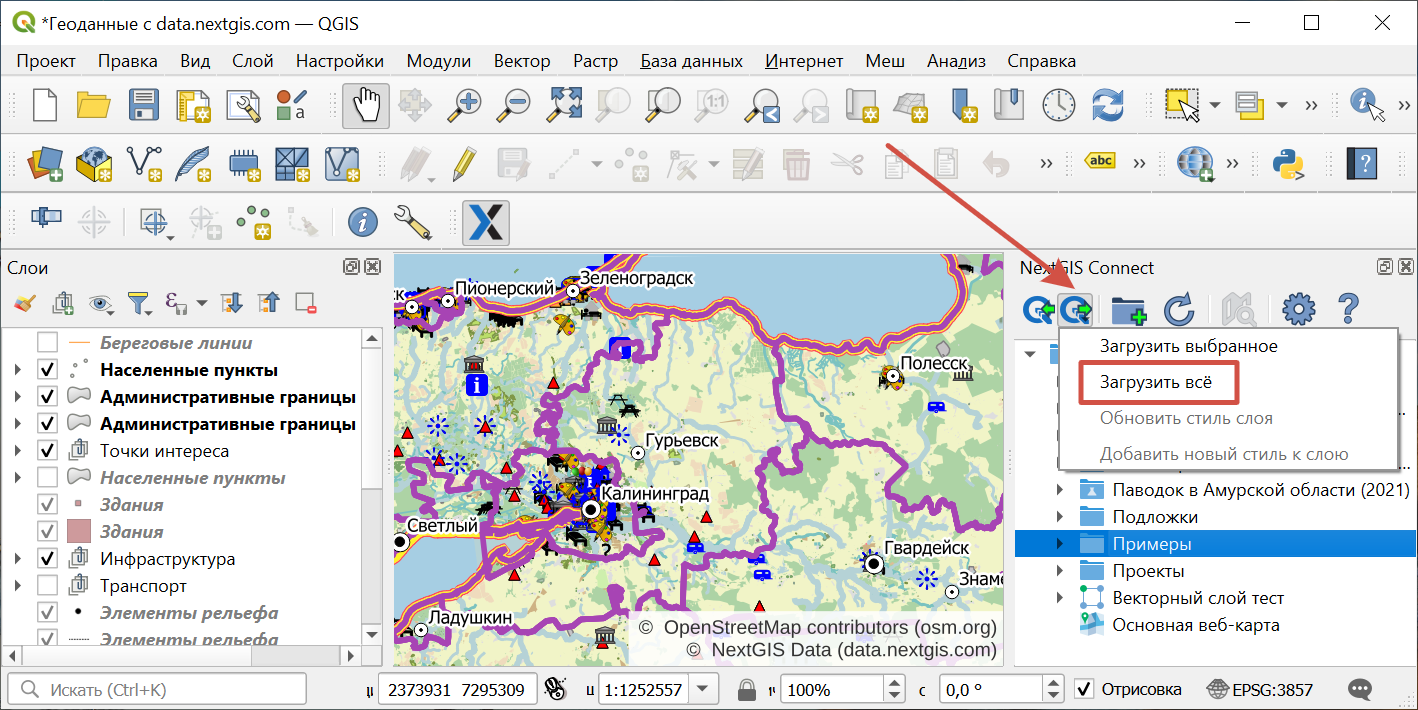 *Геоданные с data.nextgis.com — QGIS
Проект Правка Вид Слой Настройки Модули Вектор Растр База данных Интернет Меш Анализ Справка
a
1:1
»
»
»
abc
»
»
?
Слои
ε
Береговые линии
Населенные пункты
Административные границы
Административные границы
Точки интереса
Населенные пункты
Здания
Здания
Инфраструктура
Транспорт
Элементы рельефа
Элементы рельефа
Пионерский
Зеленоградск
ск
Полесск
Гурьевск
Калининград
Светлый
Гвардейск
Знаме
Ладушкин
© OpenStreetMap contributors (osm.org)
© NextGIS Data (data.nextgis.com)
NextGIS Connect
?
Загрузить выбранное
Загрузить всё
Обновить стиль слоя
Добавить новый стиль к слою
Паводок в Амурской области (2021)
Подложки
Примеры
Проекты
Векторный слой тест
Основная веб-карта
Искать (Ctrl+K)
2373931 7295309
1:1252557
100%
с
0,0 °
Отрисовка
EPSG:3857